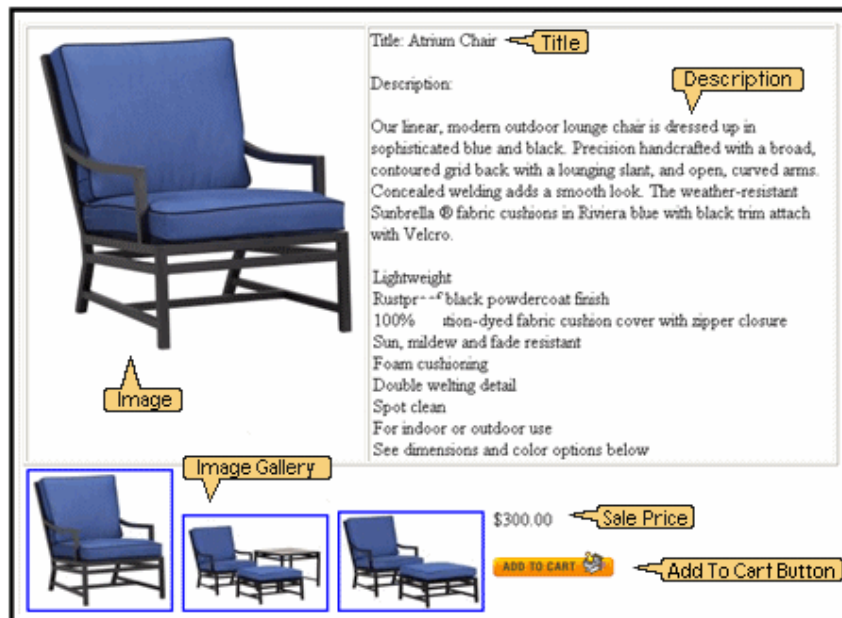 Title: Atrium Chair
Title
Description:
Description
Our linear, modern outdoor lounge chair is dressed up in
sophisticated blue and black. Precision handcrafted with a broad,
contoured grid back with a lounging slant, and open, curved arms.
Concealed welding adds a smooth look. The weather-resistant
Sunbrella ® fabric cushions in Riviera blue with black trim attach
with Velcro.
Lightweight
black powdercoat finish
100% fabric cushion cover with zipper closure
Sun, mildew and fade resistant
Foam cushioning
Double welting detail
Spot clean
For indoor or outdoor use
See dimensions and color options below
Image
Image Gallery
$300.00
Sale Price
ADD TO CART
Add To Cart Button